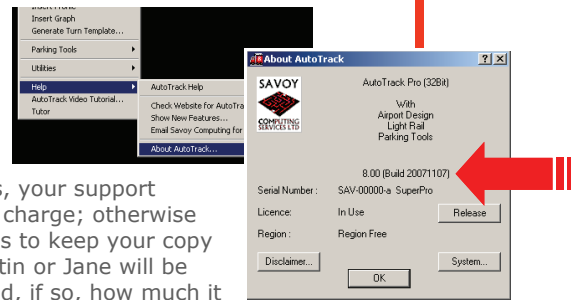 Insert Graph
Generate Turn Template...
Parking Tools
Utilities
Help
AutoTrack Video Tutorial...
Tutor
AutoTrack Help
Check Website for AutoTra
Show New Features...
Email Savoy Computing for
About AutoTrack...
About AutoTrack
SAVOY
COMPUTING
SERVICES LTD
AutoTrack Pro (32Bit)
With
Airport Design
Light Rail
Parking Tools
8.00 (Build 20071107)
Serial Number : SAV-00000-a SuperPro
Licence: In Use Release
Region : Region Free
Disclaimer... System...
OK
s, your support
charge; otherwise
s to keep your copy
tin or Jane will be
d, if so, how much it